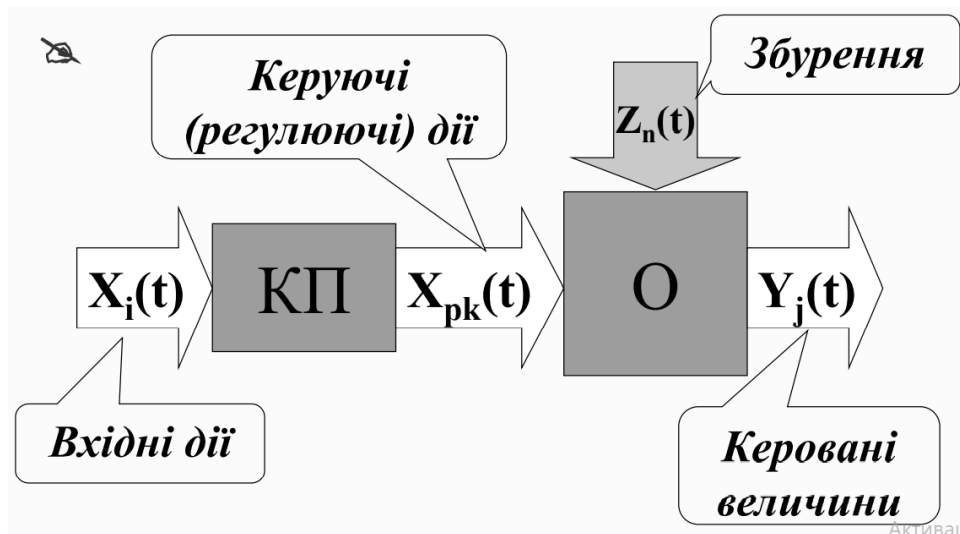 Збурення
Керуючі
(регулюючі) дії
Zn(t)
Xi(t)
КП
Xpk(t)
О
Yj(t)
Вхідні дії
Керовані
величини